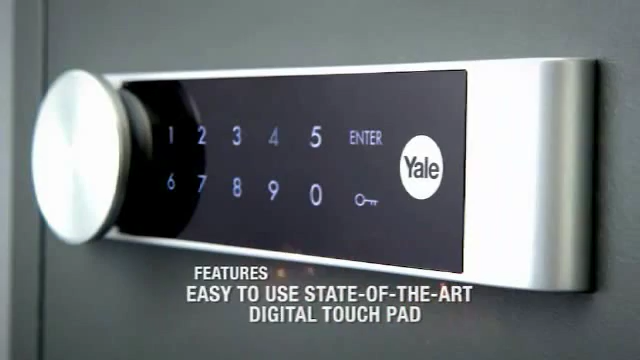 1 2 3 4 5 ENTER
6 7 8 9 0
Yale
FEATURES
EASY TO USE STATE-OF-THE-ART
DIGITAL TOUCH PAD